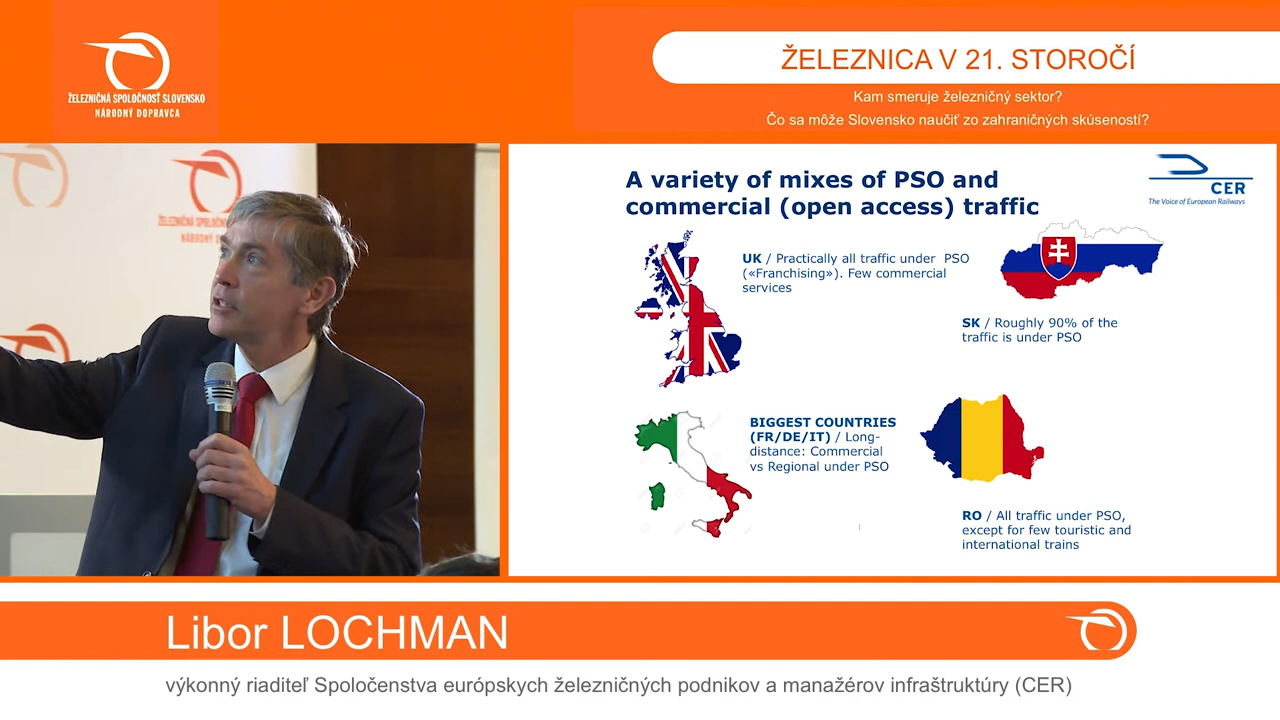 ŽELEZNIČNÁ SPOLOČNOSŤ SLOVENSKO
NÁRODNÝ DOPRAVCA
ŽELEZNICA V 21. STOROČÍ
Kam smeruje železničný sektor?
Čo sa môže Slovensko naučiť zo zahraničných skúseností?
A variety of mixes of PSO and
commercial (open access) traffic
CER
The Voice of European Railways
UK / Practically all traffic under PSO
(«Franchising»). Few commercial
services
SK / Roughly 90% of the
traffic is under PSO
BIGGEST COUNTRIES
(FR/DE/IT) / Long-
distance: Commercial
vs Regional under PSO
RO / All traffic under PSO,
except for few touristic and
international trains
Libor LOCHMAN
výkonný riaditeľ Spoločenstva európskych železničných podnikov a manažérov infraštruktúry (CER)